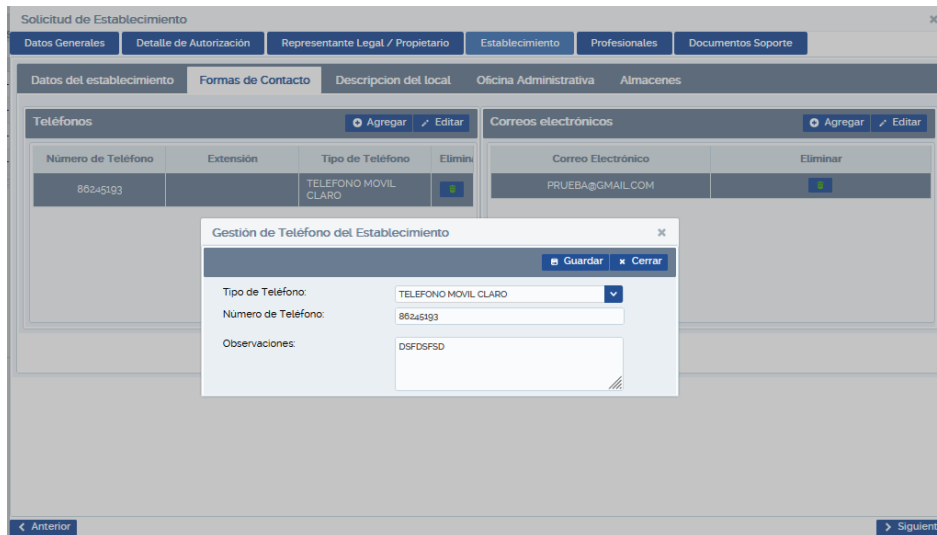 Solicitud de Establecimiento
Datos Generales Detalle de Autorización Representante Legal / Propietario Establecimiento Profesionales Documentos Soporte
Datos del establecimiento Formas de Contacto Descripcion del local Oficina Administrativa Almacenes
Teléfonos Agregar Editar Correos electrónicos Agregar Editar
Número de Teléfono Extensión Tipo de Teléfono Elimin Correo Electrónico Eliminar
86245193 TELEFONO MOVIL CLARO PRUEBA@GMAIL.COM
Gestión de Teléfono del Establecimiento
Guardar Cerrar
Tipo de Teléfono: TELEFONO MOVIL CLARO
Número de Teléfono: 86245193
Observaciones: DSFDSFSD
Anterior Siguient